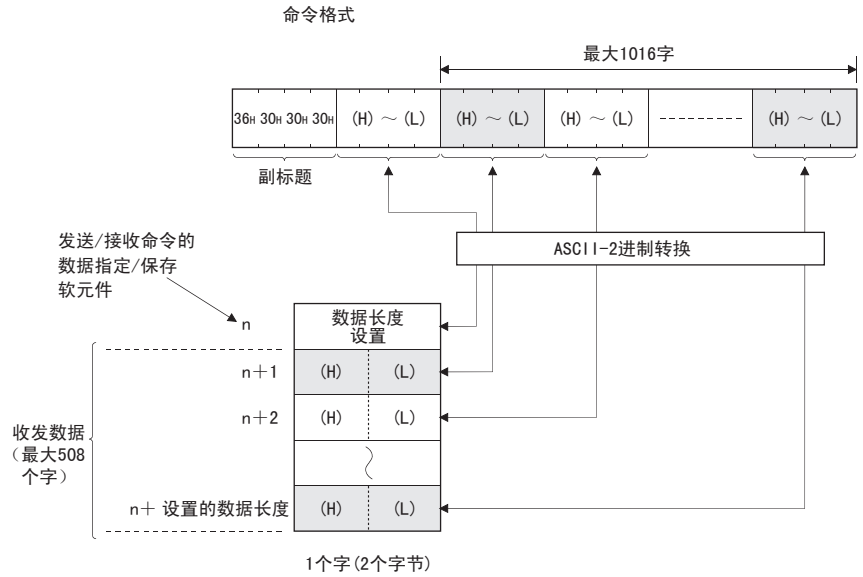 命令格式
最大1016字
36H 30H 30H 30H (H) ～ (L) (H) ～ (L) (H) ～ (L) (H) ～ (L)
副标题
ASCII-2进制转换
发送/接收命令的
数据指定/保存
软元件
n
数据长度
设置
n＋1 (H) (L)
n＋2 (H) (L)
收发数据
（最大508
个字）
n＋ 设置的数据长度 (H) (L)
1个字(2个字节)